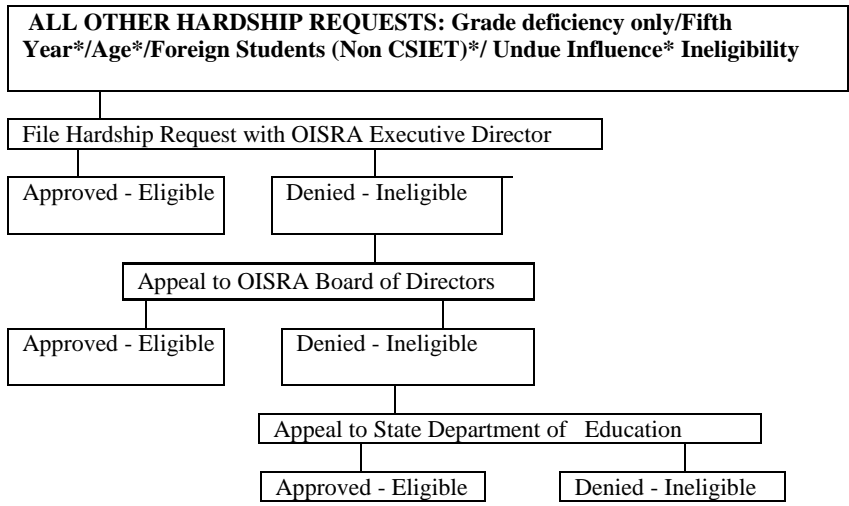 ALL OTHER HARDSHIP REQUESTS: Grade deficiency only/Fifth
Year*/Age*/Foreign Students (Non CSIET)*/ Undue Influence* Ineligibility
File Hardship Request with OISRA Executive Director
Approved - Eligible
Denied - Ineligible
Appeal to OISRA Board of Directors
Approved - Eligible
Denied - Ineligible
Appeal to State Department of Education
Approved - Eligible
Denied - Ineligible